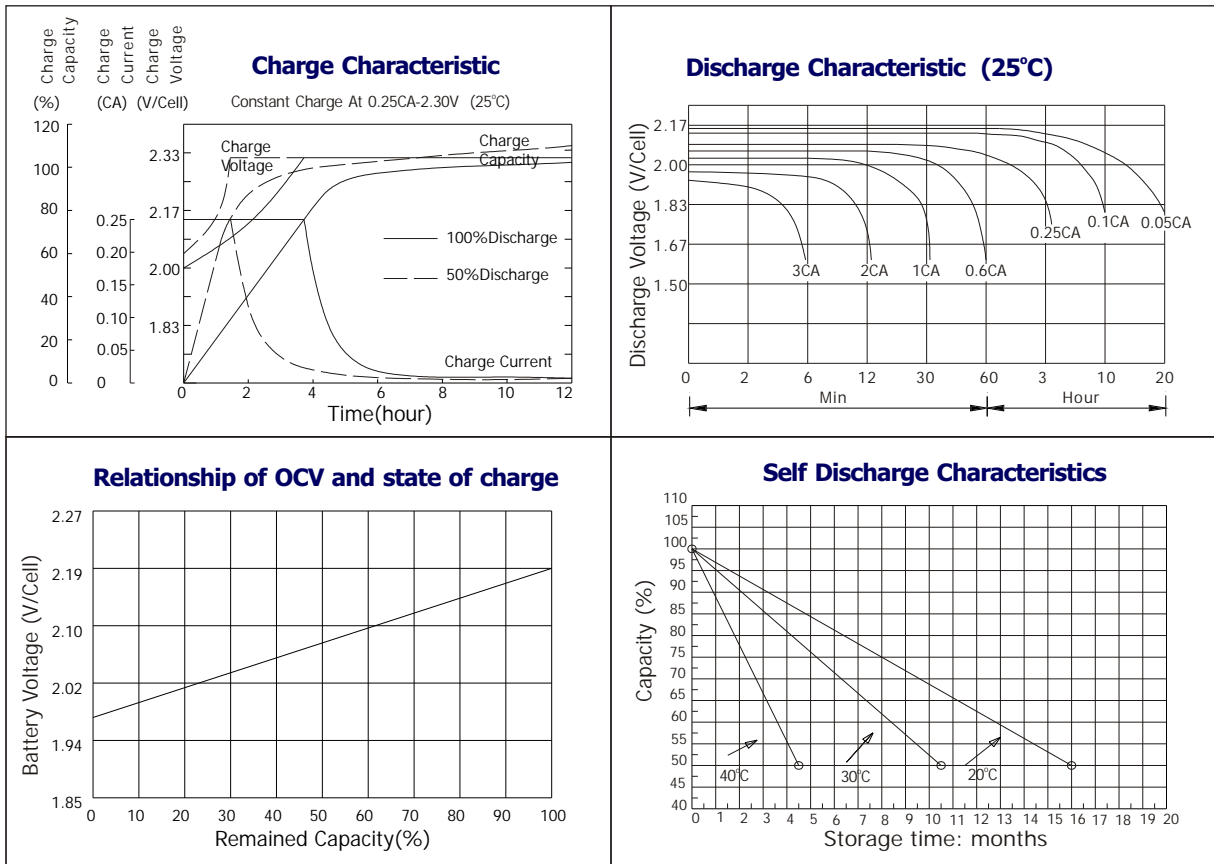 Charge Characteristic
Constant Charge At 0.25CA-2.30V (25°C)
Charge Capacity
Charge Current
Charge Voltage
(%) (CA) (V/Cell)
120
100
80
60
40
20
0
0.25
0.20
0.15
0.10
0.05
0
2.33
2.17
2.00
1.83
Charge Voltage
Charge Capacity
100%Discharge
50%Discharge
Charge Current
0 2 4 6 8 10 12
Time(hour)
Discharge Characteristic (25°C)
Discharge Voltage (V/Cell)
2.17
2.00
1.83
1.67
1.50
3CA 2CA 1CA 0.6CA 0.25CA 0.1CA 0.05CA
0 2 6 12 30 60 3 10 20
Min Hour
Relationship of OCV and state of charge
Battery Voltage (V/Cell)
2.27
2.19
2.10
2.02
1.94
1.85
0 10 20 30 40 50 60 70 80 90 100
Remained Capacity(%)
Self Discharge Characteristics
Capacity (%)
110
105
100
95
90
85
80
75
70
65
60
55
50
45
40
40°C 30°C 20°C
0 1 2 3 4 5 6 7 8 9 10 11 12 13 14 15 16 17 18 19 20
Storage time: months